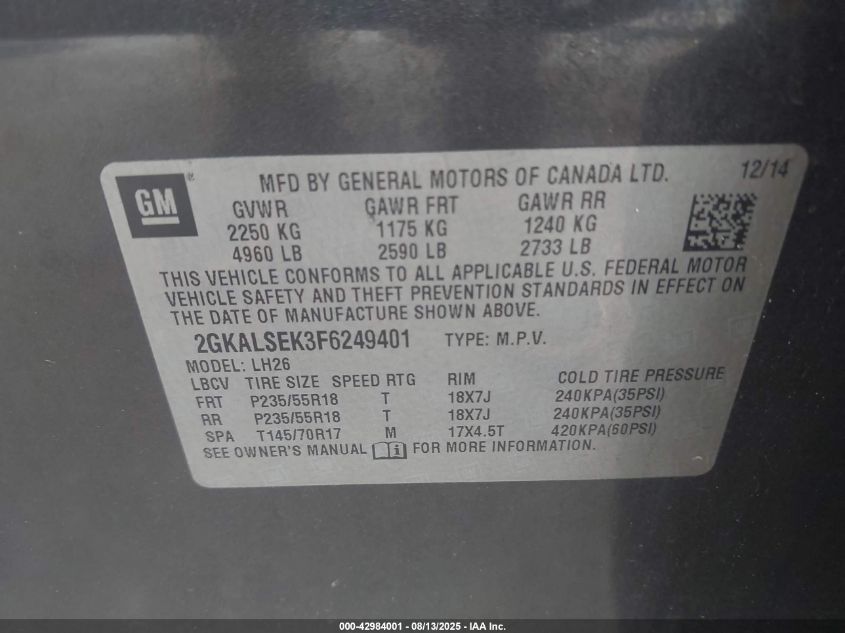 GM ® MFD BY GENERAL MOTORS OF CANADA LTD. 12/14
GVWR GAWR FRT GAWR RR
2250 KG 1175 KG 1240 KG
4960 LB 2590 LB 2733 LB
THIS VEHICLE CONFORMS TO ALL APPLICABLE U.S. FEDERAL MOTOR
VEHICLE SAFETY AND THEFT PREVENTION STANDARDS IN EFFECT ON
THE DATE OF MANUFACTURE SHOWN ABOVE.
2GKALSEK3F6249401 TYPE: M.P.V.
MODEL: LH26
LBCV TIRE SIZE SPEED RTG RIM COLD TIRE PRESSURE
FRT P235/55R18 T 18X7J 240KPA(35PSI)
RR P235/55R18 T 18X7J 240KPA(35PSI)
SPA T145/70R17 M 17X4.5T 420KPA(60PSI)
SEE OWNER'S MANUAL i FOR MORE INFORMATION.
000-42984001 - 08/13/2025 - IAA Inc.